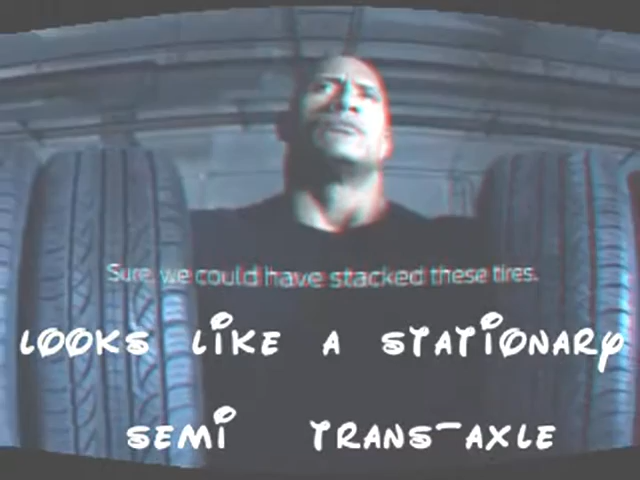 Sure, we could have stacked these tires.
LOOKS LIKE A STATIONARY
SEMI TRANS-AXLE